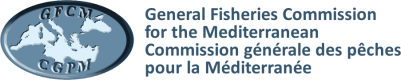 GFCM
CGPM
General Fisheries Commission
for the Mediterranean
Commission générale des pêches
pour la Méditerranée